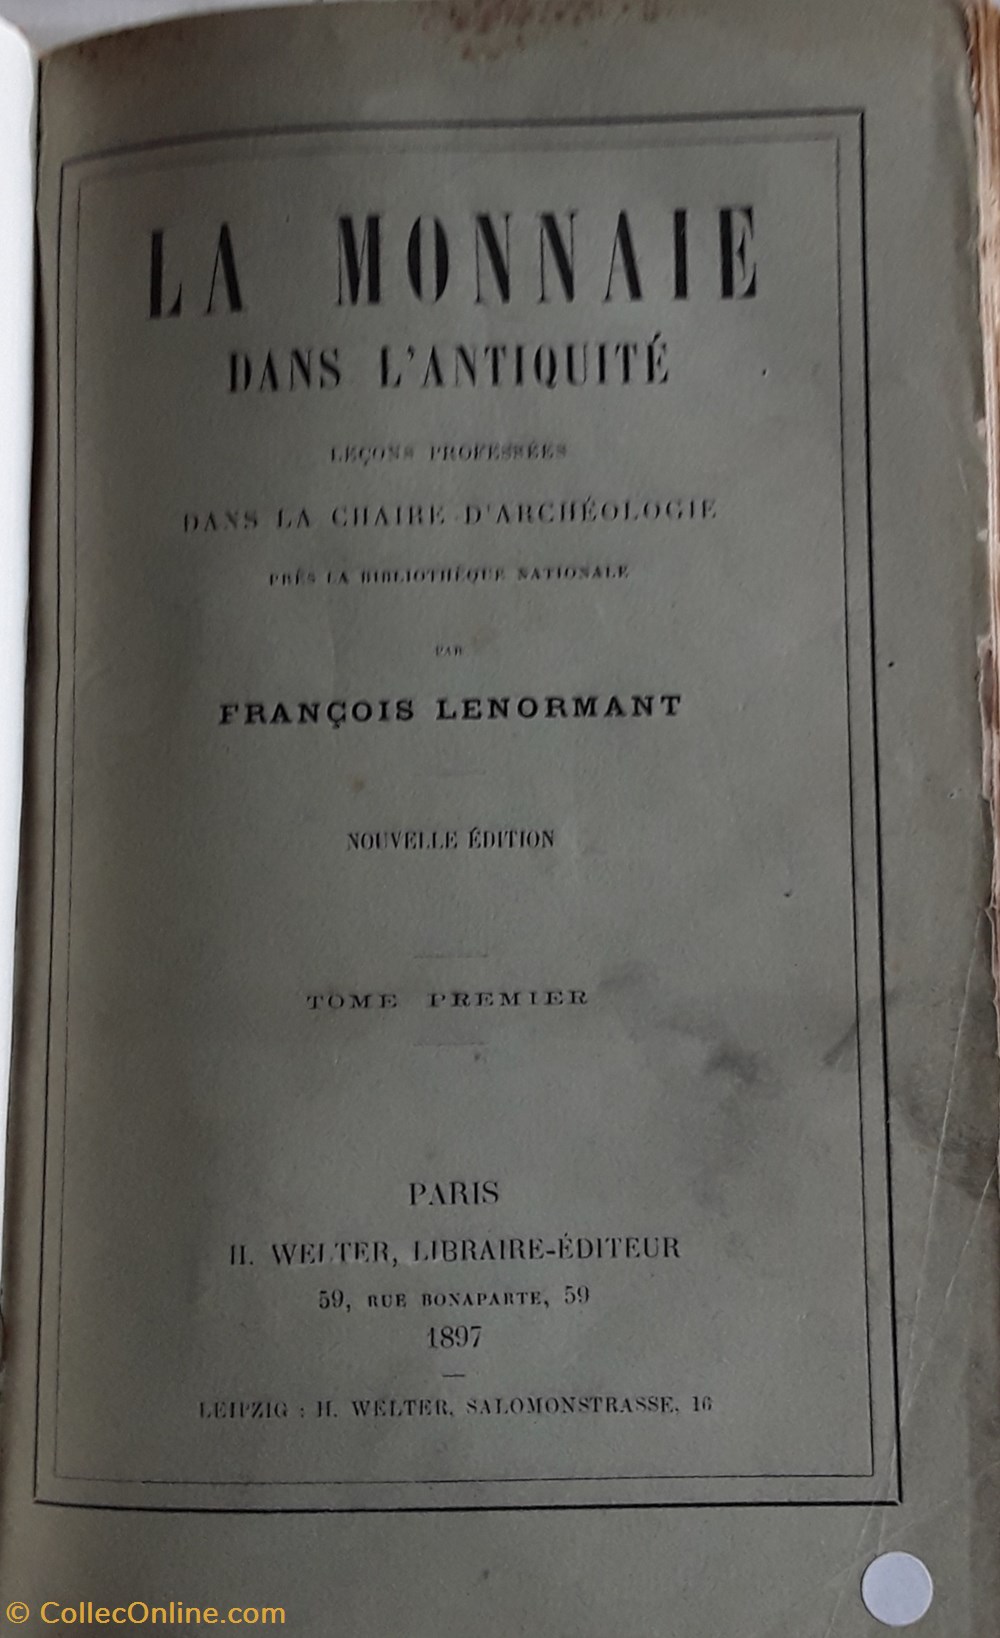 LA MONNAIE
DANS L'ANTIQUITÉ
LEÇONS PROFESSÉES
DANS LA CHAIRE D'ARCHÉOLOGIE
PRÈS LA BIBLIOTHÈQUE NATIONALE
PAR
FRANÇOIS LENORMANT
NOUVELLE ÉDITION
TOME PREMIER
PARIS
H. WELTER, LIBRAIRE-ÉDITEUR
59, RUE BONAPARTE, 59
1897
LEIPZIG : H. WELTER, SALOMONSTRASSE, 16
© CollecOnline.com